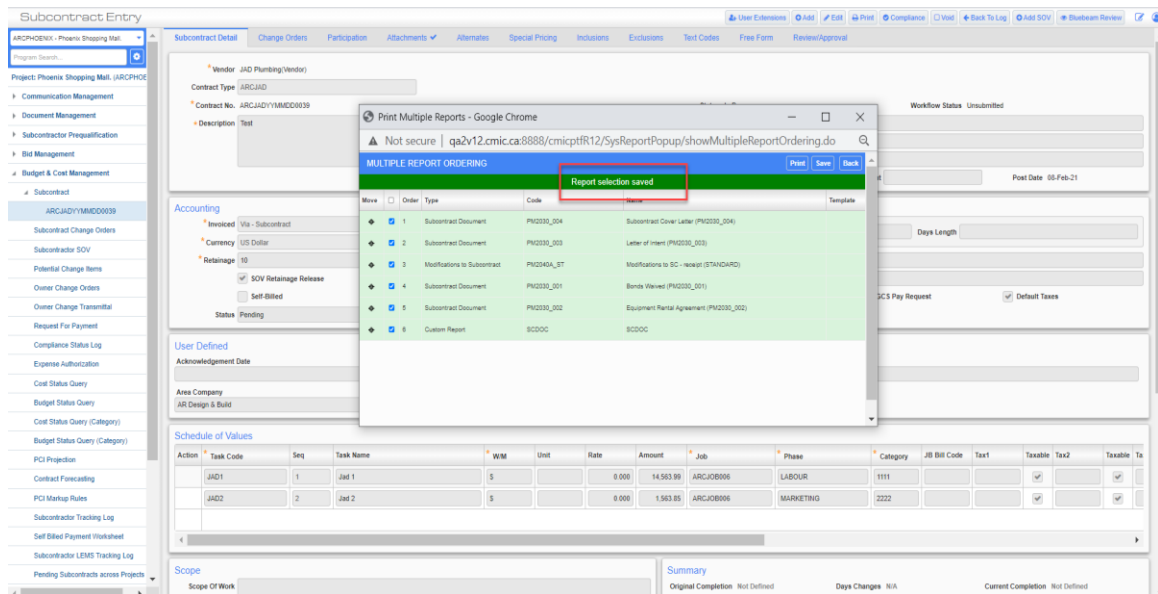 Subcontract Entry
User Extensions Add Edit Print Compliance Void Back To Log Add SOV Bluebeam Review
ARCPHOENIX - Phoenix Shopping Mall.
Program Search...
Project: Phoenix Shopping Mall. (ARCPHOE
Communication Management
Document Management
Subcontractor Prequalification
Bid Management
Budget & Cost Management
Subcontract
ARCJADYYMMDD0039
Subcontract Change Orders
Subcontractor SOV
Potential Change Items
Owner Change Orders
Owner Change Transmittal
Request For Payment
Compliance Status Log
Expense Authorization
Cost Status Query
Budget Status Query
Cost Status Query (Category)
Budget Status Query (Category)
PCI Projection
Contract Forecasting
PCI Markup Rules
Subcontractor Tracking Log
Self Billed Payment Worksheet
Subcontractor LEMS Tracking Log
Pending Subcontracts across Projects
Subcontract Detail Change Orders Participation Attachments Alternates Special Pricing Inclusions Exclusions Text Codes Free Form Review/Approval
* Vendor JAD Plumbing(Vendor)
Contract Type ARCJAD
* Contract No. ARCJADYYMMDD0039
Workflow Status Unsubmitted
* Description Test
Post Date 08-Feb-21
Accounting
* Invoiced Via - Subcontract
Days Length
* Currency US Dollar
* Retainage 10
SOV Retainage Release
Self-Billed
GCS Pay Request Default Taxes
Status Pending
Print Multiple Reports - Google Chrome
Not secure | qa2v12.cmic.ca:8888/cmicptfR12/SysReportPopup/showMultipleReportOrdering.do
MULTIPLE REPORT ORDERING Print Save Back
Report selection saved
Move Order Type Code Name Template
1 Subcontract Document PM2030_004 Subcontract Cover Letter (PM2030_004)
2 Subcontract Document PM2030_003 Letter of Intent (PM2030_003)
3 Modifications to Subcontract PM2040A_ET Modifications to SC - receipt (STANDARD)
4 Subcontract Document PM2030_001 Bonds Waived (PM2030_001)
5 Subcontract Document PM2030_002 Equipment Rental Agreement (PM2030_002)
6 Custom Report SCDOC SCDOC
User Defined
Acknowledgement Date
Area Company
AR Design & Build
Schedule of Values
Action * Task Code Seq Task Name * W/M Unit Rate Amount * Job * Phase * Category JB Bill Code Tax1 Taxable Tax2 Taxable Ta
JAD1 1 Jad 1 $ 0.000 14,563.99 ARCJOB006 LABOUR 1111
JAD2 2 Jad 2 $ 0.000 1,563.85 ARCJOB006 MARKETING 2222
Scope
Scope Of Work
Summary
Original Completion Not Defined Days Changes N/A Current Completion Not Defined